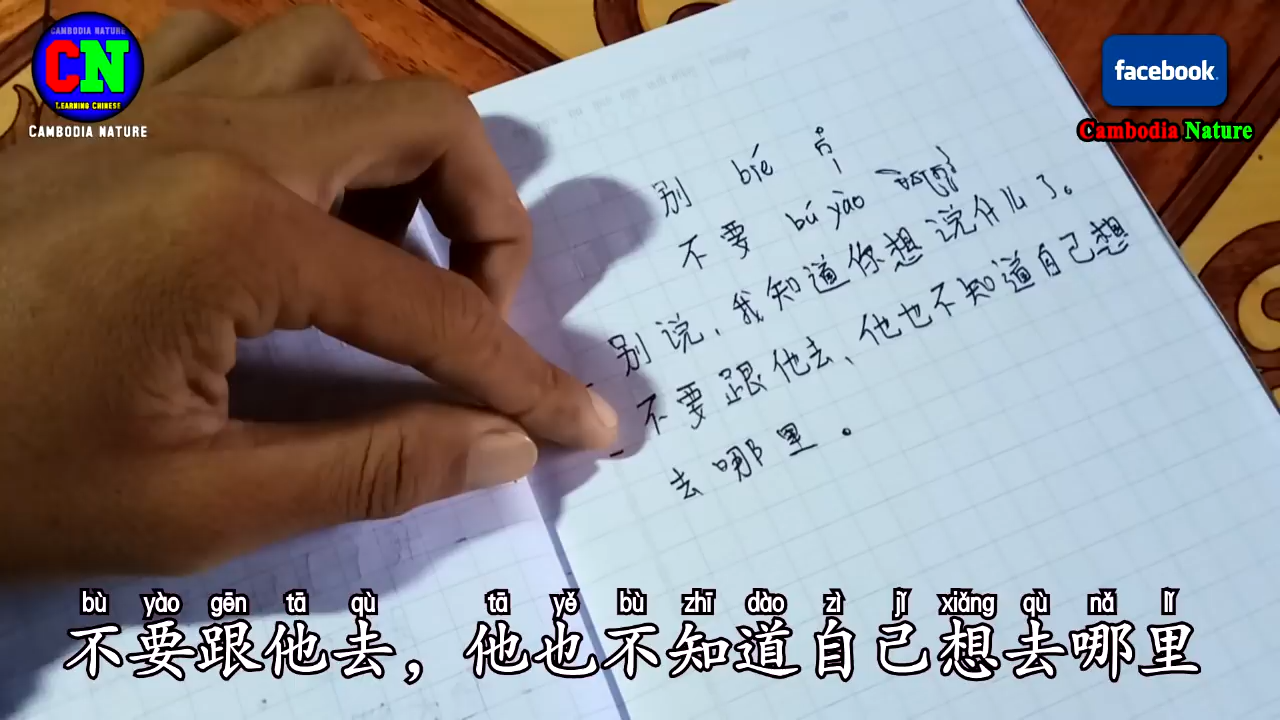 CAMBODIA NATURE
CN
LEARNING CHINESE
CAMBODIA NATURE
facebook
Cambodia Nature
别 bíe កុំ
不要 bú yào
别说，我知道你想说什儿了。
- 不要跟他去、他也不知道自己想
去哪里。
bù yào gēn tā qù tā yě bù zhī dào zì jǐ xiǎng qù nǎ lǐ
不要跟他去，他也不知道自己想去哪里